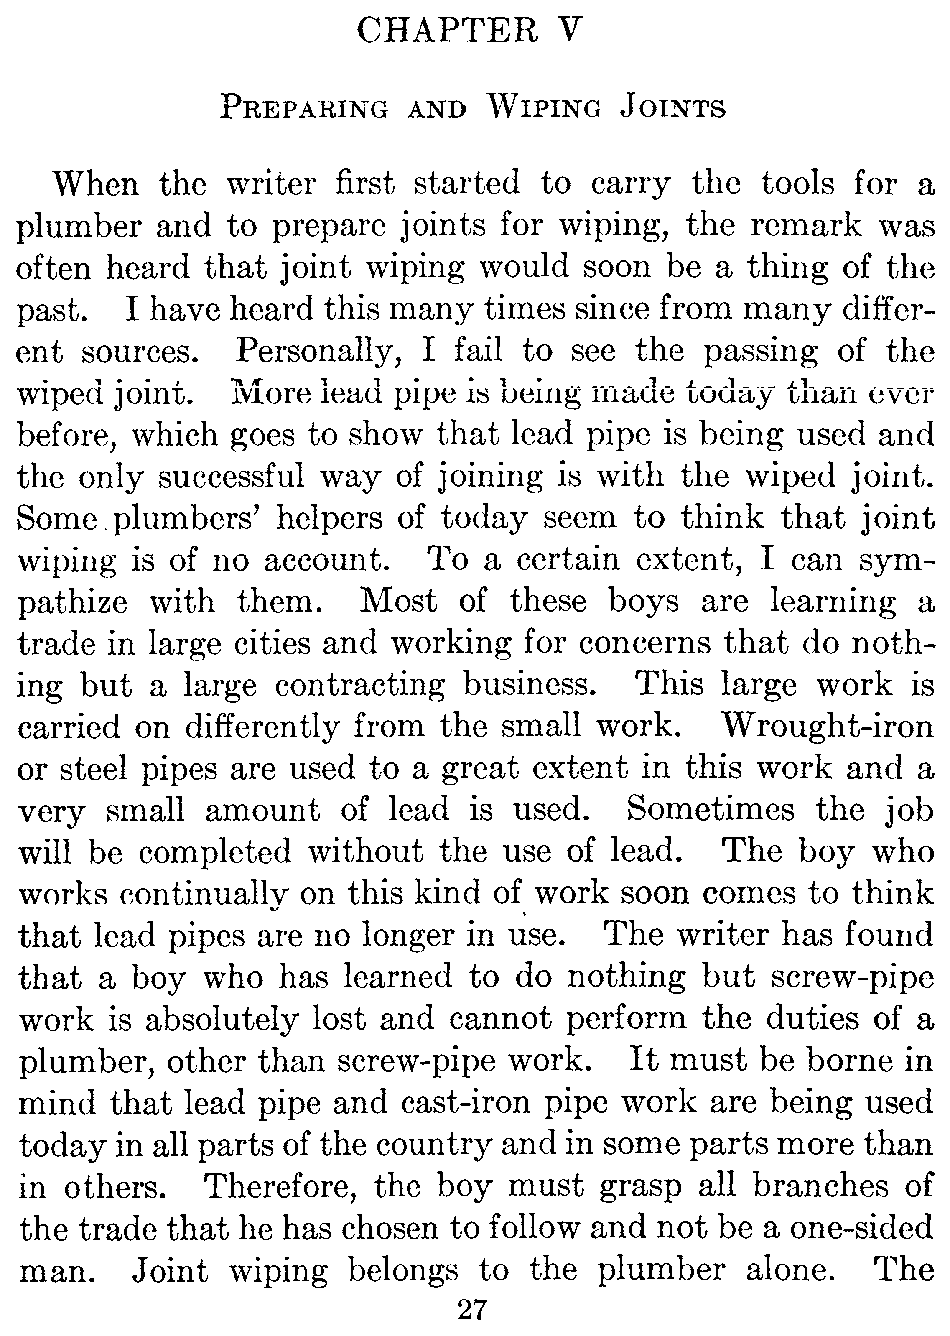 CHAPTER V
Preparing and Wiping Joints
When the writer first started to carry the tools for a
plumber and to prepare joints for wiping, the remark was
often heard that joint wiping would soon be a thing of the
past. I have heard this many times since from many differ-
ent sources. Personally, I fail to see the passing of the
wiped joint. More lead pipe is being made today than ever
before, which goes to show that lead pipe is being used and
the only successful way of joining is with the wiped joint.
Some plumbers' helpers of today seem to think that joint
wiping is of no account. To a certain extent, I can sym-
pathize with them. Most of these boys are learning a
trade in large cities and working for concerns that do noth-
ing but a large contracting business. This large work is
carried on differently from the small work. Wrought-iron
or steel pipes are used to a great extent in this work and a
very small amount of lead is used. Sometimes the job
will be completed without the use of lead. The boy who
works continually on this kind of work soon comes to think
that lead pipes are no longer in use. The writer has found
that a boy who has learned to do nothing but screw-pipe
work is absolutely lost and cannot perform the duties of a
plumber, other than screw-pipe work. It must be borne in
mind that lead pipe and cast-iron pipe work are being used
today in all parts of the country and in some parts more than
in others. Therefore, the boy must grasp all branches of
the trade that he has chosen to follow and not be a one-sided
man. Joint wiping belongs to the plumber alone. The
27